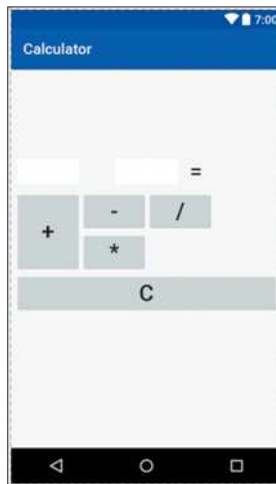 7:00
Calculator
=
+ - /
*
C